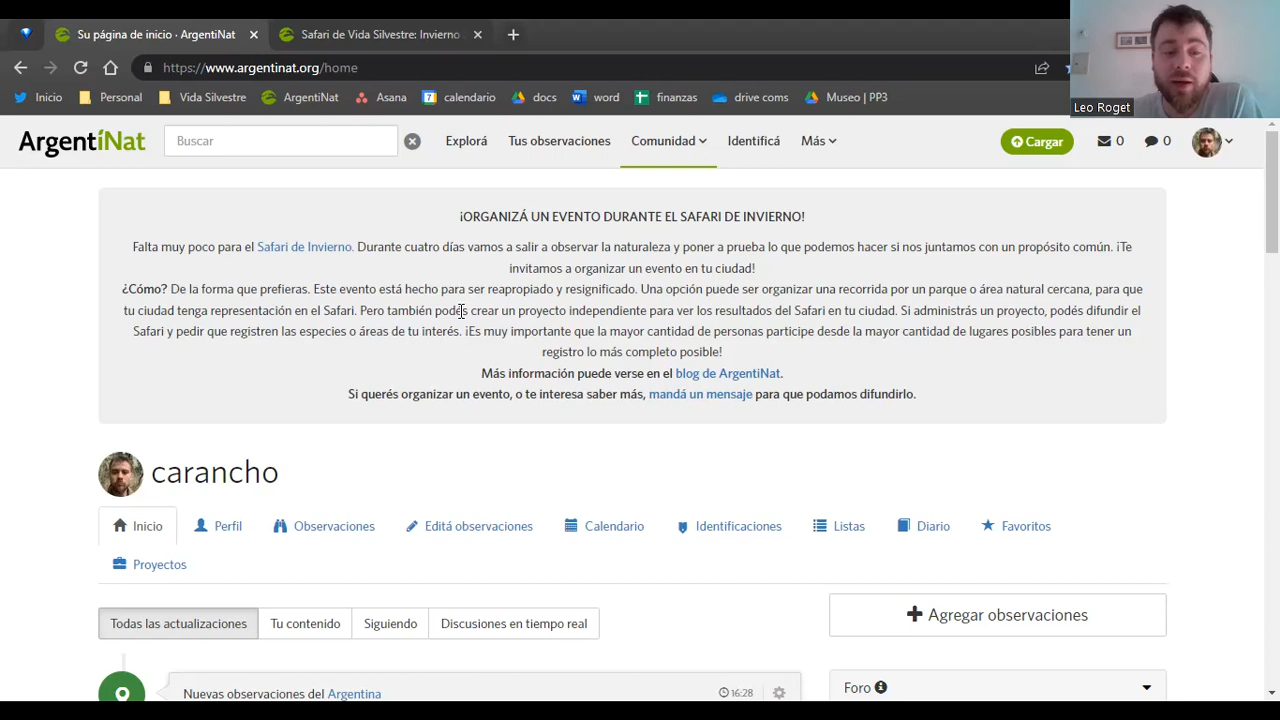 Su página de inicio · ArgentiNat
Safari de Vida Silvestre: Invierno
https://www.argentinat.org/home
Inicio Personal Vida Silvestre ArgentiNat Asana calendario docs word finanzas drive coms Museo | PP3
Leo Roget
ArgentiNat Buscar Explorá Tus observaciones Comunidad Identificá Más Cargar 0 0
¡ORGANIZÁ UN EVENTO DURANTE EL SAFARI DE INVIERNO!
Falta muy poco para el Safari de Invierno. Durante cuatro días vamos a salir a observar la naturaleza y poner a prueba lo que podemos hacer si nos juntamos con un propósito común. ¡Te
invitamos a organizar un evento en tu ciudad!
¿Cómo? De la forma que prefieras. Este evento está hecho para ser reapropiado y resignificado. Una opción puede ser organizar una recorrida por un parque o área natural cercana, para que
tu ciudad tenga representación en el Safari. Pero también podés crear un proyecto independiente para ver los resultados del Safari en tu ciudad. Si administrás un proyecto, podés difundir el
Safari y pedir que registren las especies o áreas de tu interés. ¡Es muy importante que la mayor cantidad de personas participe desde la mayor cantidad de lugares posibles para tener un
registro lo más completo posible!
Más información puede verse en el blog de ArgentiNat.
Si querés organizar un evento, o te interesa saber más, mandá un mensaje para que podamos difundirlo.
carancho
Inicio Perfil Observaciones Editá observaciones Calendario Identificaciones Listas Diario Favoritos
Proyectos
Todas las actualizaciones Tu contenido Siguiendo Discusiones en tiempo real
Agregar observaciones
Nuevas observaciones del Argentina 16:28
Foro